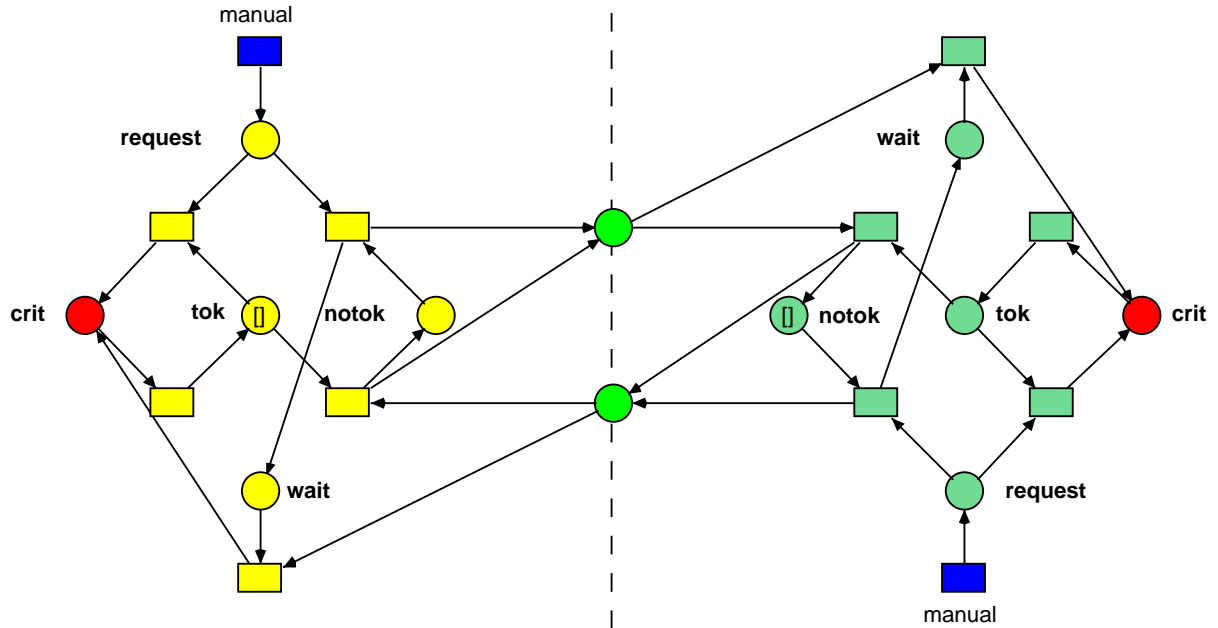 manual
request
wait
crit
tok
[]
notok
[]
notok
tok
crit
wait
request
manual